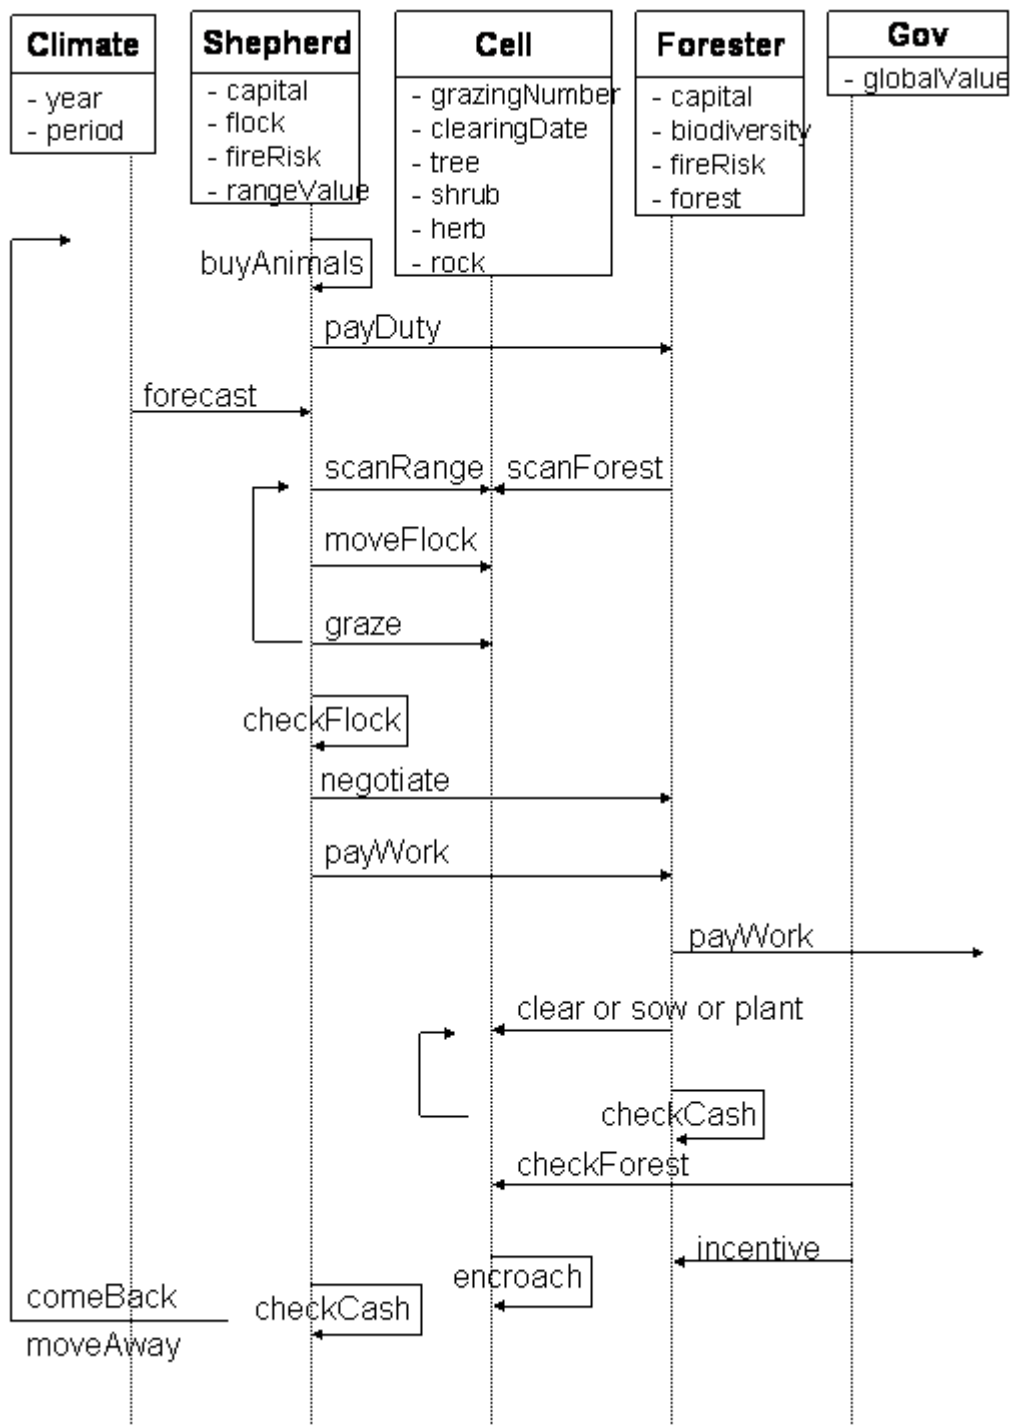 Climate
- year
- period
Shepherd
- capital
- flock
- fireRisk
- rangeValue
Cell
- grazingNumber
- clearingDate
- tree
- shrub
- herb
- rock
Forester
- capital
- biodiversity
- fireRisk
- forest
Gov
- globalValue
buyAnimals
payDuty
forecast
scanRange
scanForest
moveFlock
graze
checkFlock
negotiate
payWork
payWork
clear or sow or plant
checkCash
checkForest
incentive
encroach
comeBack
checkCash
moveAway